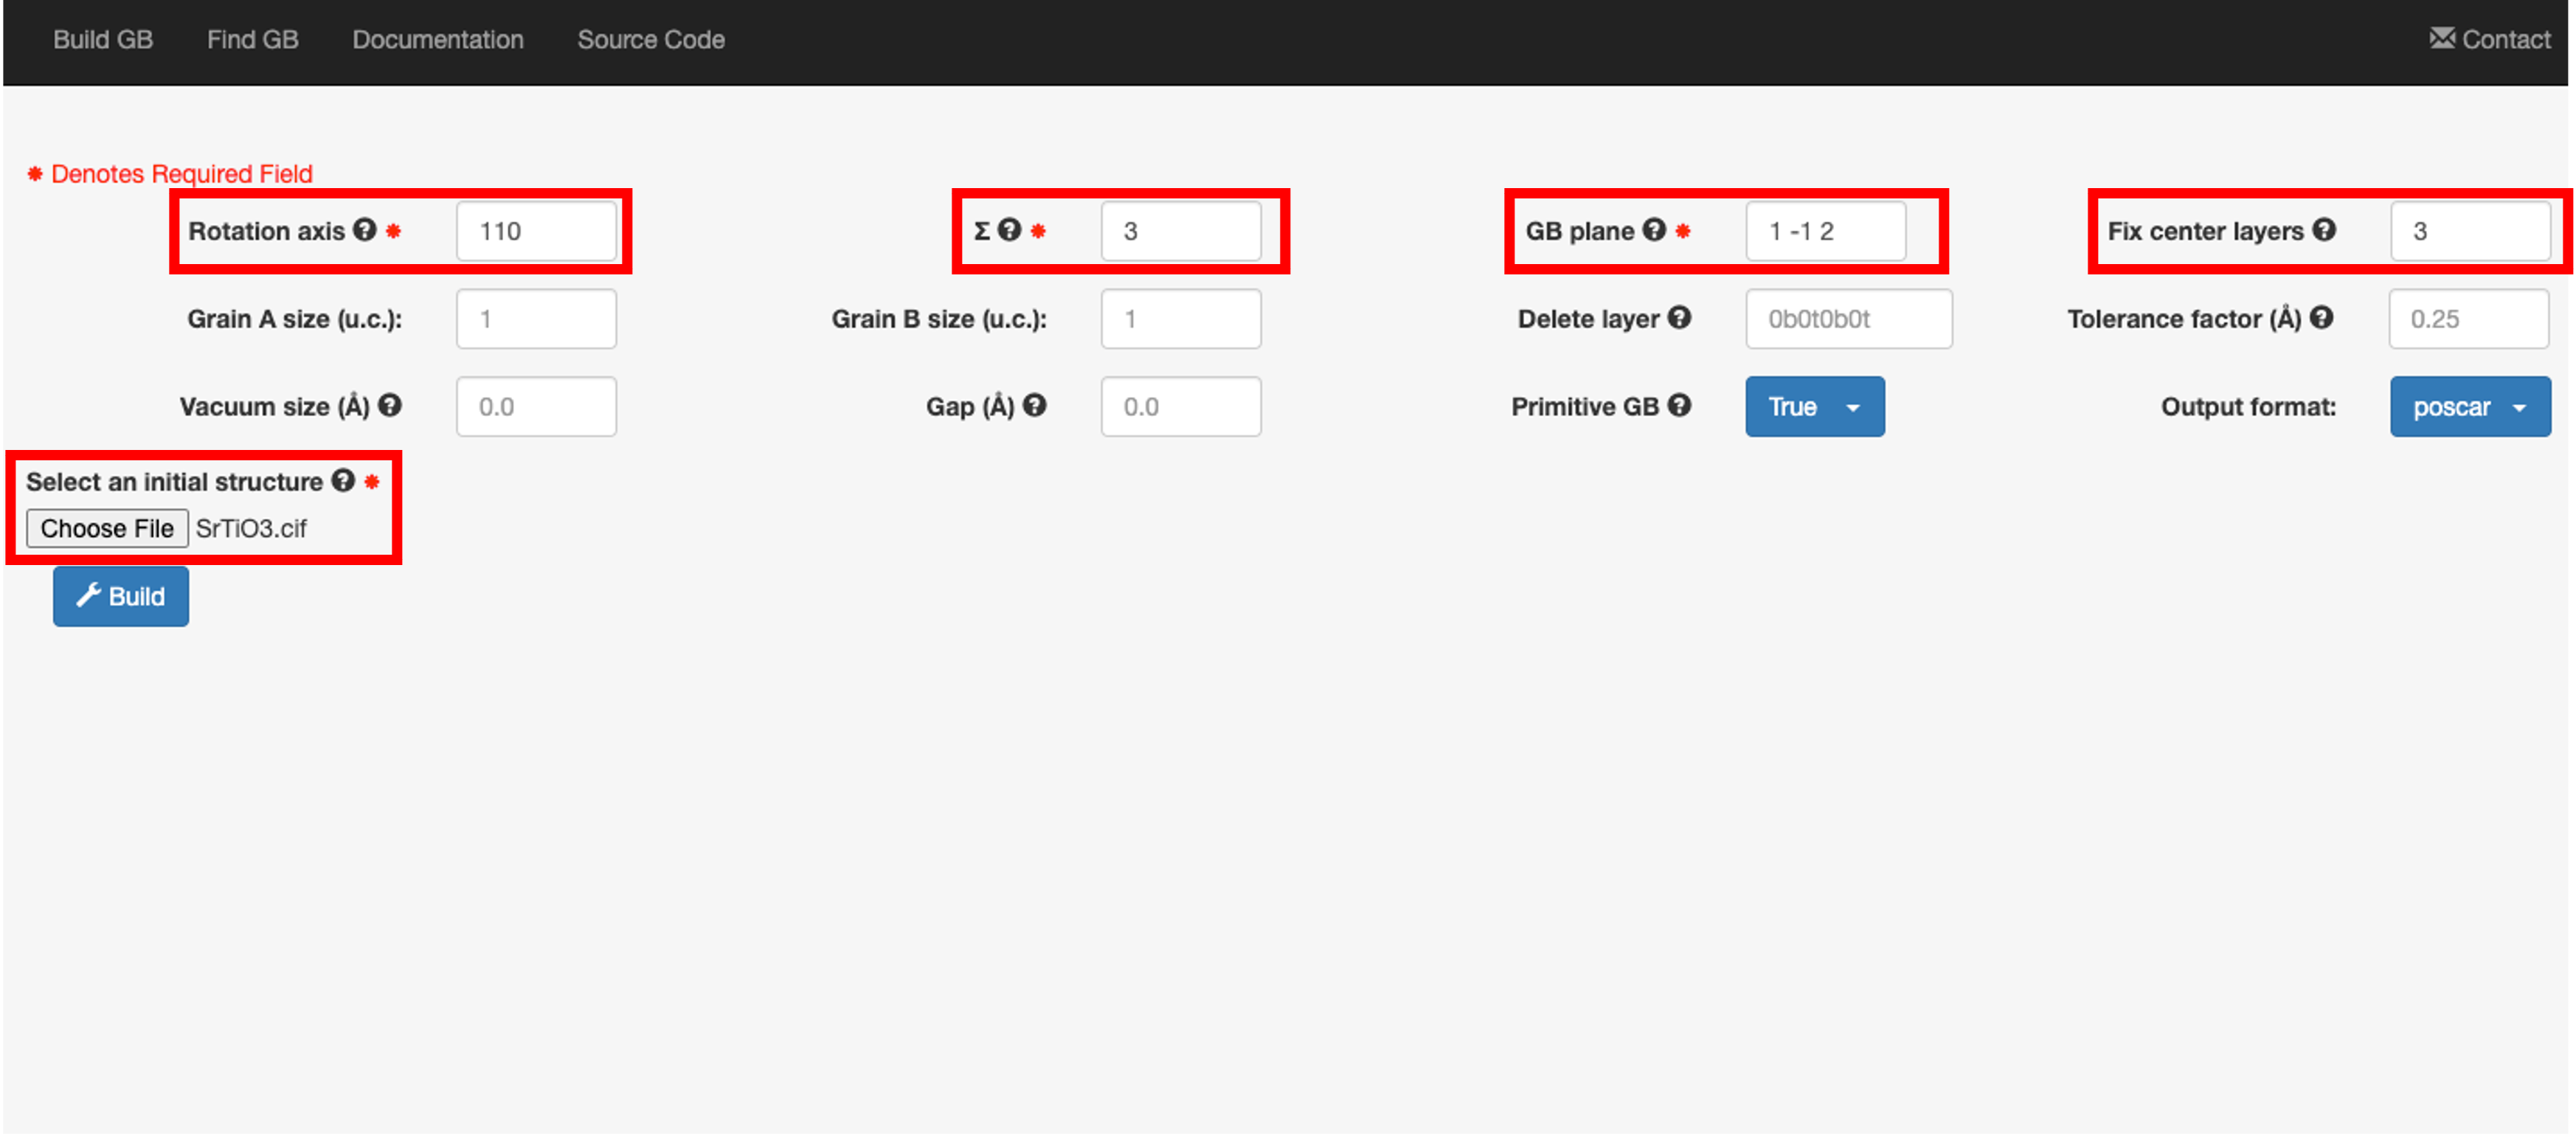 Build GB Find GB Documentation Source Code Contact
* Denotes Required Field
Rotation axis ? * 110 Σ ? * 3 GB plane ? * 1 -1 2 Fix center layers ? 3
Grain A size (u.c.): 1 Grain B size (u.c.): 1 Delete layer ? 0b0t0b0t Tolerance factor (Å) ? 0.25
Vacuum size (Å) ? 0.0 Gap (Å) ? 0.0 Primitive GB ? True Output format: poscar
Select an initial structure ? *
Choose File SrTiO3.cif
Build